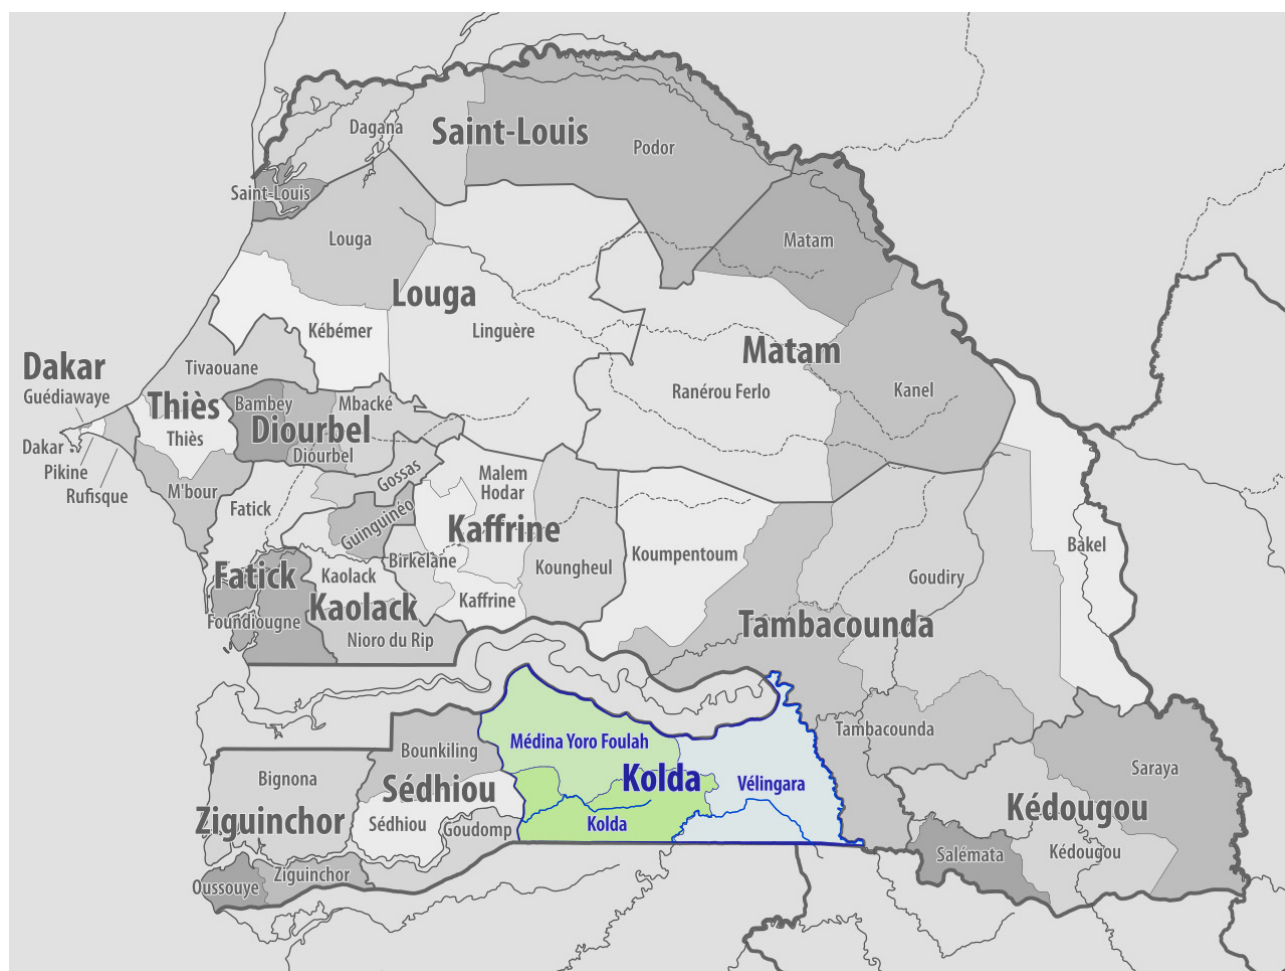 Dagana
Saint-Louis
Podor
Saint-Louis
Louga
Matam
Louga
Kébémer
Linguère
Dakar
Guédiawaye
Tivaouane
Matam
Ranérou Ferlo
Kanel
Thiès
Thiès
Bambey
Mbacké
Diourbel
Diourbel
Dakar
Pikine
Rufisque
M'bour
Fatick
Gossas
Guinguinéo
Malem
Hodar
Kaffrine
Birkelane
Koungheul
Koumpentoum
Bakel
Goudiry
Fatick
Kaolack
Kaolack
Kaffrine
Foundiougne
Nioro du Rip
Tambacounda
Tambacounda
Bounkiling
Médina Yoro Foulah
Bignona
Sédhiou
Kolda
Vélingara
Saraya
Ziguinchor
Sédhiou
Goudomp
Kolda
Kédougou
Salémata
Kédougou
Oussouye
Ziguinchor